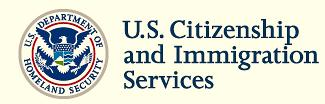 U.S. DEPARTMENT OF
HOMELAND SECURITY
U.S. Citizenship
and Immigration
Services